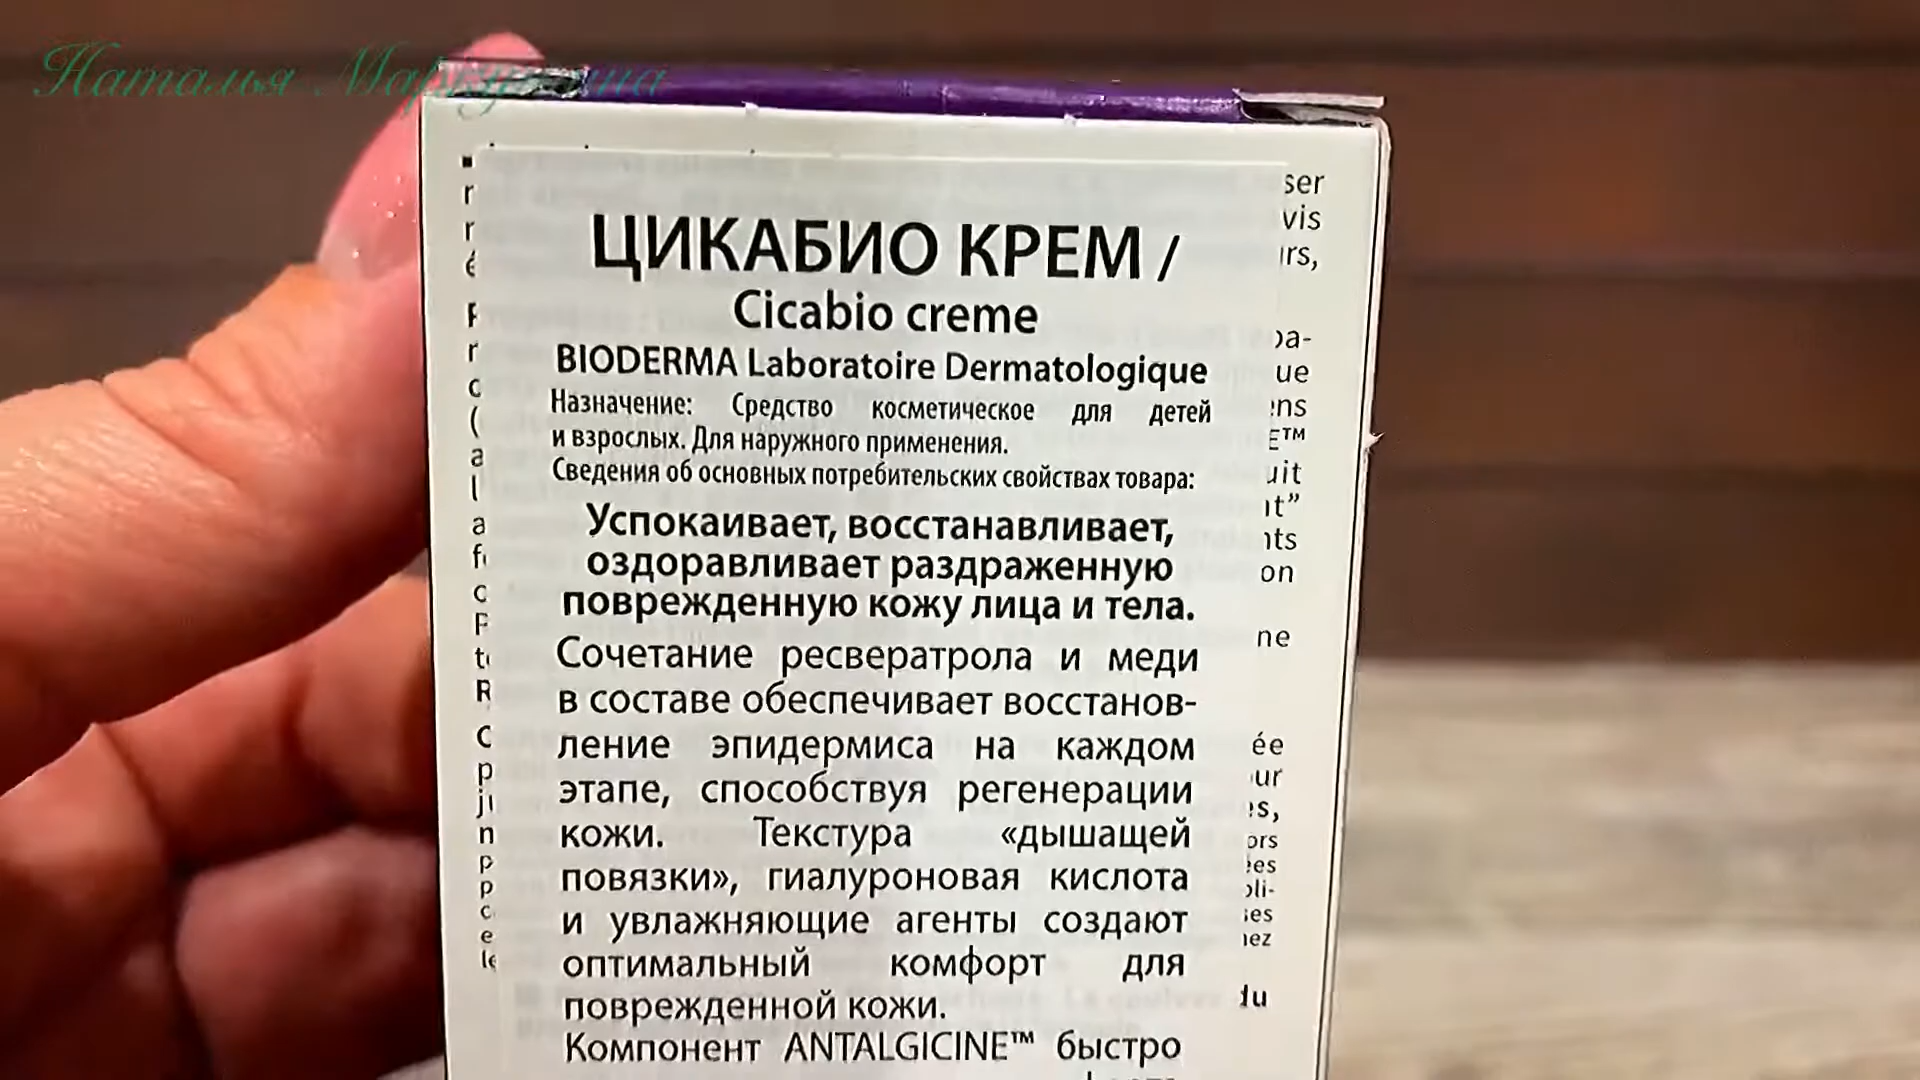 Наталья
ЦИКАБИО КРЕМ /
Cicabio creme
BIODERMA Laboratoire Dermatologique
Назначение: Средство косметическое для детей
и взрослых. Для наружного применения.
Сведения об основных потребительских свойствах товара:
Успокаивает, восстанавливает,
оздоравливает раздраженную
поврежденную кожу лица и тела.
Сочетание ресвератрола и меди
в составе обеспечивает восстанов-
ление эпидермиса на каждом
этапе, способствуя регенерации
кожи. Текстура «дышащей
повязки», гиалуроновая кислота
и увлажняющие агенты создают
оптимальный комфорт для
поврежденной кожи.
Компонент ANTALGICINE™ быстро